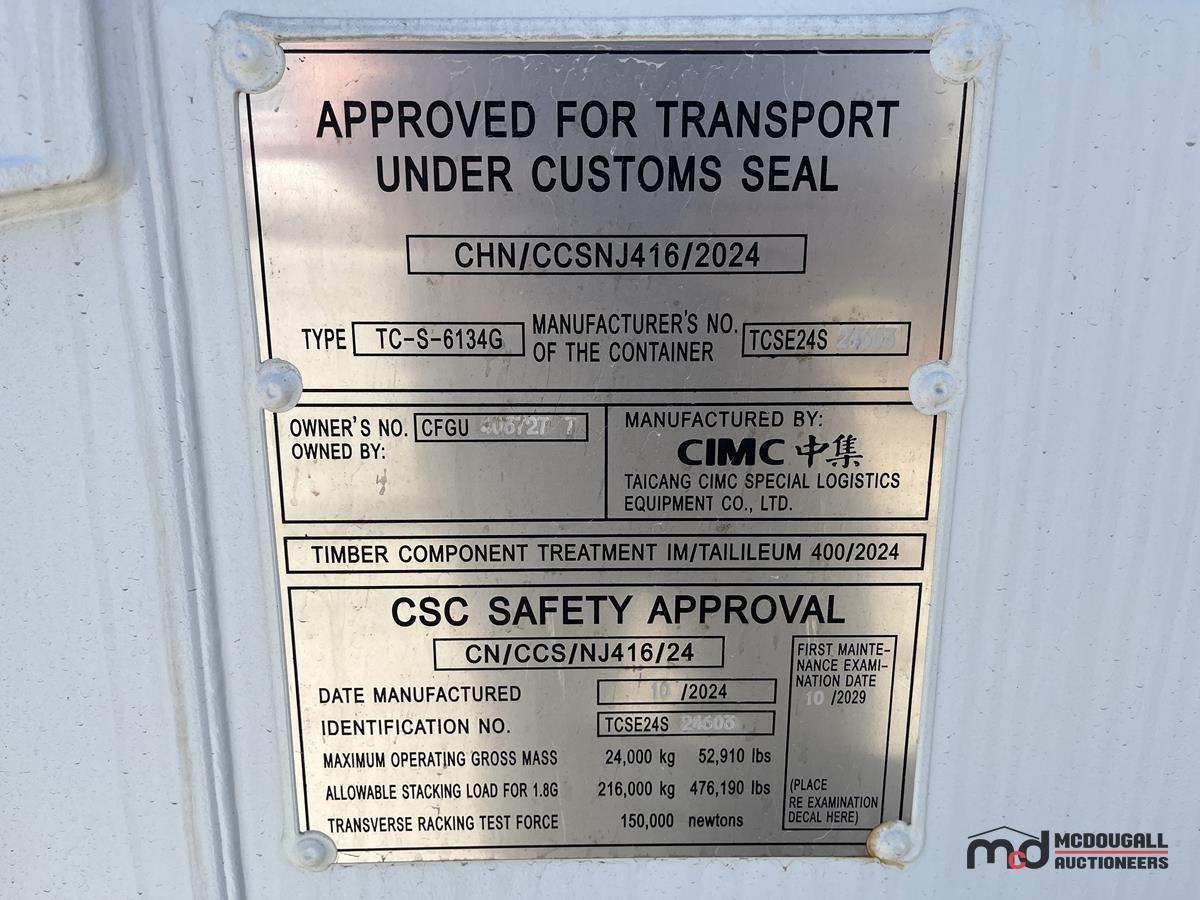 APPROVED FOR TRANSPORT
UNDER CUSTOMS SEAL
CHN/CCSNJ416/2024
TYPE TC-S-6134G MANUFACTURER'S NO.
OF THE CONTAINER TCSE24S 24603
OWNER'S NO. CFGU
OWNED BY:
MANUFACTURED BY:
CIMC 中集
TAICANG CIMC SPECIAL LOGISTICS
EQUIPMENT CO., LTD.
TIMBER COMPONENT TREATMENT IM/TAILILEUM 400/2024
CSC SAFETY APPROVAL
CN/CCS/NJ416/24
DATE MANUFACTURED 10 /2024
IDENTIFICATION NO. TCSE24S 24603
MAXIMUM OPERATING GROSS MASS 24,000 kg 52,910 lbs
ALLOWABLE STACKING LOAD FOR 1.8G 216,000 kg 476,190 lbs
TRANSVERSE RACKING TEST FORCE 150,000 newtons
FIRST MAINTE-
NANCE EXAMI-
NATION DATE
10 /2029
(PLACE
RE EXAMINATION
DECAL HERE)
mcd MCDOUGALL
AUCTIONEERS